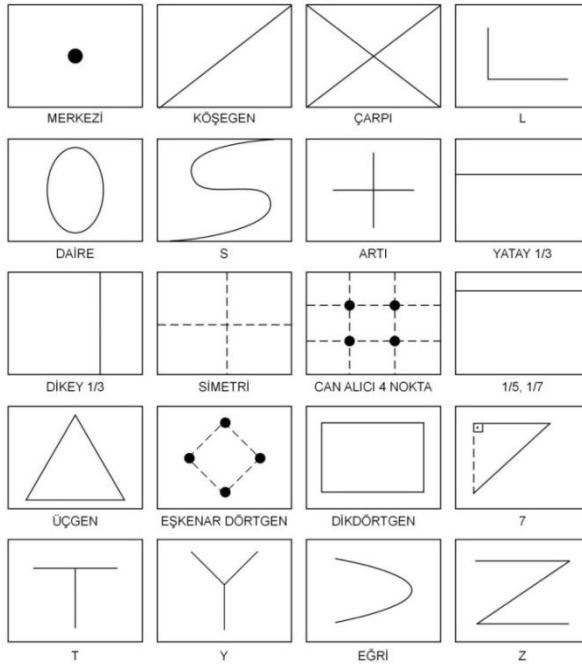 MERKEZİ
KÖŞEGEN
ÇARPI
L
DAİRE
S
ARTI
YATAY 1/3
DİKEY 1/3
SİMETRİ
CAN ALICI 4 NOKTA
1/5, 1/7
ÜÇGEN
EŞKENAR DÖRTGEN
DİKDÖRTGEN
7
T
Y
EĞRİ
Z